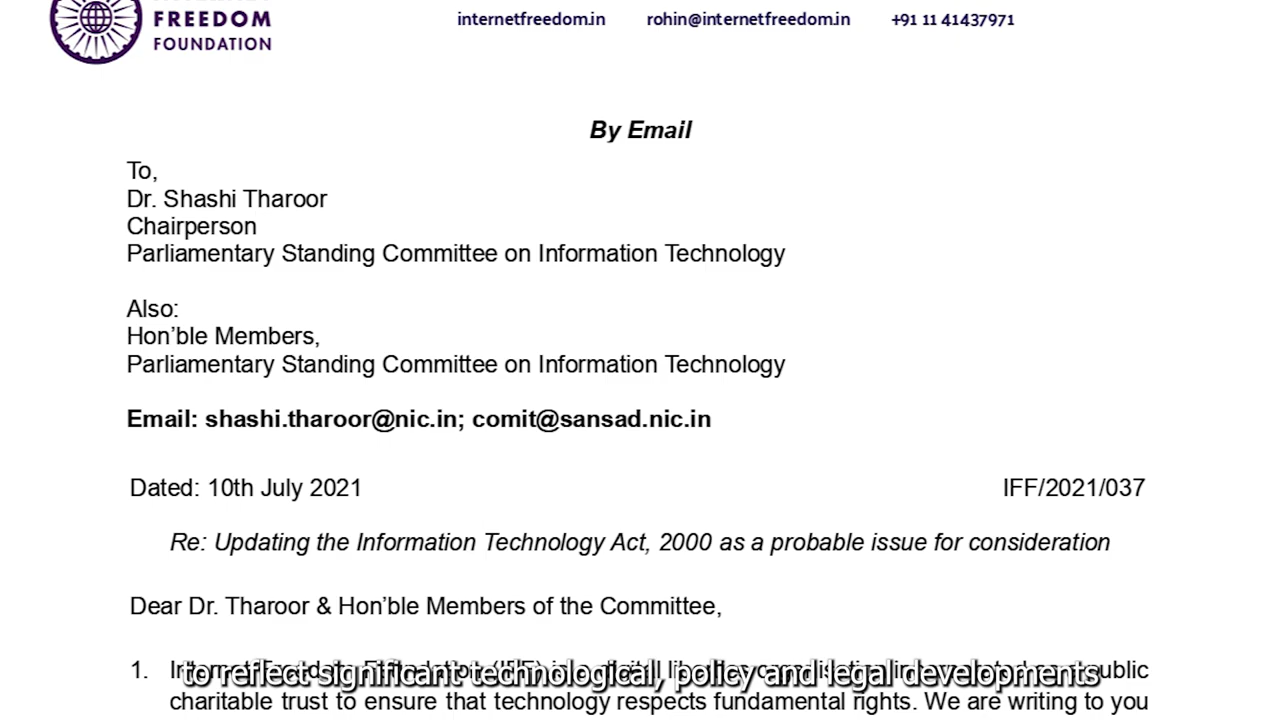 FREEDOM
FOUNDATION
internetfreedom.in rohin@internetfreedom.in +91 11 41437971
By Email
To,
Dr. Shashi Tharoor
Chairperson
Parliamentary Standing Committee on Information Technology
Also:
Hon’ble Members,
Parliamentary Standing Committee on Information Technology
Email: shashi.tharoor@nic.in; comit@sansad.nic.in
Dated: 10th July 2021 IFF/2021/037
Re: Updating the Information Technology Act, 2000 as a probable issue for consideration
Dear Dr. Tharoor & Hon’ble Members of the Committee,
1. public
to reflect significant technological, policy and legal developments
charitable trust to ensure that technology respects fundamental rights. We are writing to you